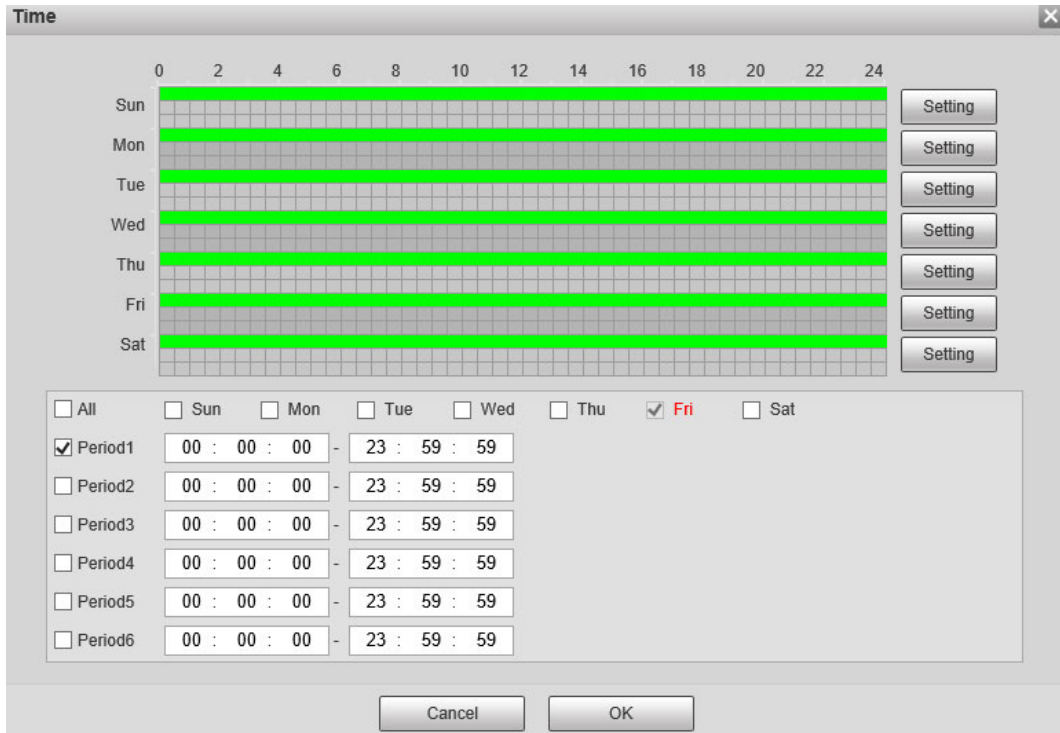 Time
0 2 4 6 8 10 12 14 16 18 20 22 24
Sun Setting
Mon Setting
Tue Setting
Wed Setting
Thu Setting
Fri Setting
Sat Setting
All Sun Mon Tue Wed Thu Fri Sat
Period1 00 : 00 : 00 - 23 : 59 : 59
Period2 00 : 00 : 00 - 23 : 59 : 59
Period3 00 : 00 : 00 - 23 : 59 : 59
Period4 00 : 00 : 00 - 23 : 59 : 59
Period5 00 : 00 : 00 - 23 : 59 : 59
Period6 00 : 00 : 00 - 23 : 59 : 59
Cancel OK